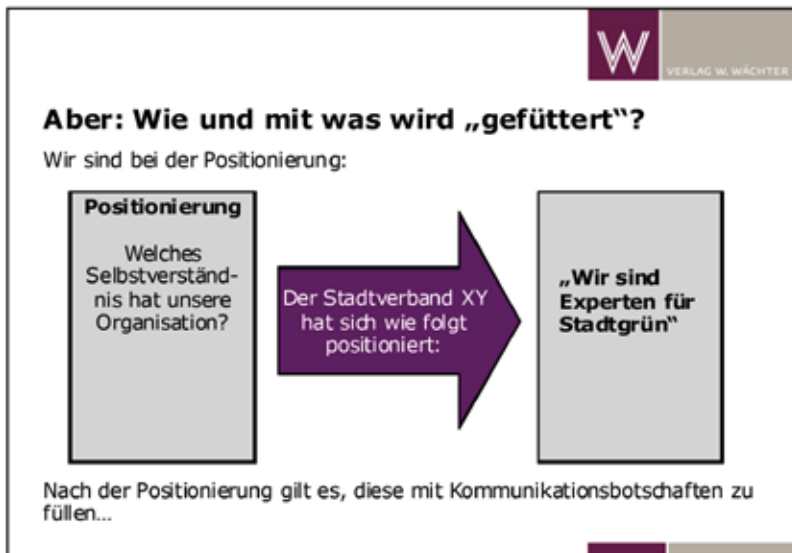 W
VERLAG W. WÄCHTER
Aber: Wie und mit was wird „gefüttert“?
Wir sind bei der Positionierung:
Positionierung
Welches
Selbstverständ-
nis hat unsere
Organisation?
Der Stadtverband XY
hat sich wie folgt
positioniert:
„Wir sind
Experten für
Stadtgrün“
Nach der Positionierung gilt es, diese mit Kommunikationsbotschaften zu
füllen...